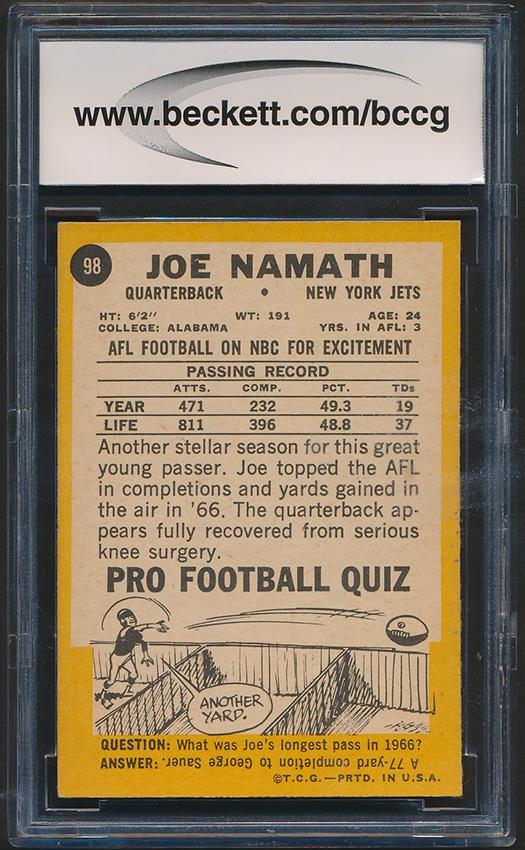 www.beckett.com/bccg
98
JOE NAMATH
QUARTERBACK • NEW YORK JETS
HT: 6'2" WT: 191 AGE: 24
COLLEGE: ALABAMA YRS. IN AFL: 3
AFL FOOTBALL ON NBC FOR EXCITEMENT
PASSING RECORD
ATTS. COMP. PCT. TDs
YEAR 471 232 49.3 19
LIFE 811 396 48.8 37
Another stellar season for this great
young passer. Joe topped the AFL
in completions and yards gained in
the air in '66. The quarterback ap-
pears fully recovered from serious
knee surgery.
PRO FOOTBALL QUIZ
ANOTHER
YARD.
QUESTION: What was Joe's longest pass in 1966?
ANSWER: A 77-yard completion to George Sauer.
©T.C.G.—PRTD. IN U.S.A.